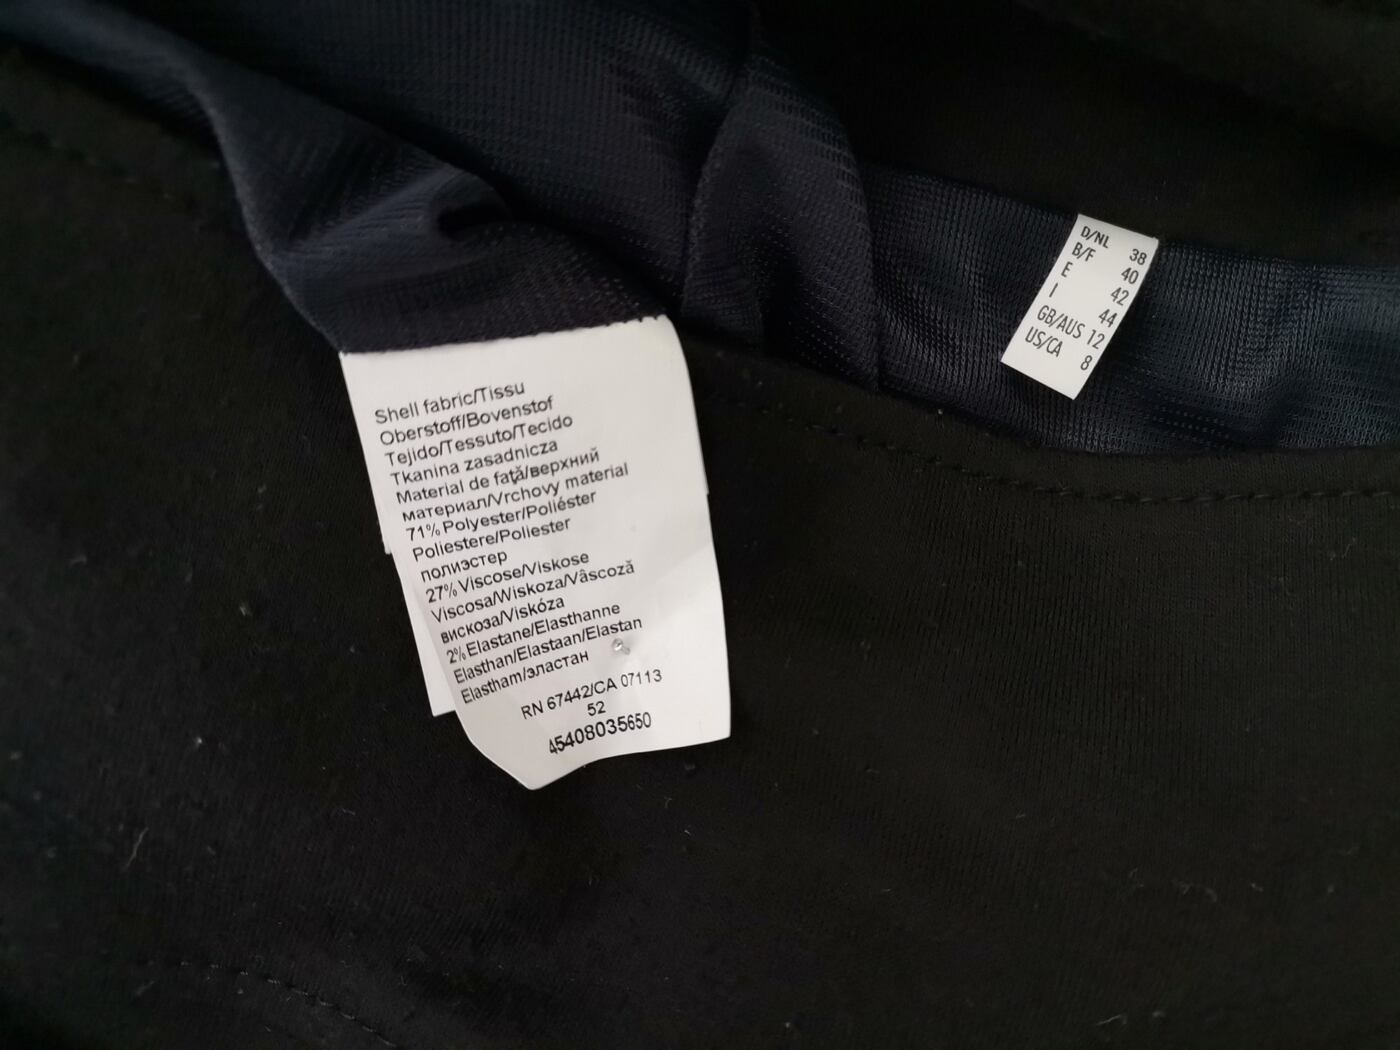 Shell fabric/Tissu
Oberstoff/Bovenstof
Tejido/Tessuto/Tecido
Tkanina zasadnicza
Material de față/верхний
материал/Vrchovy material
71% Polyester/Poliéster
Poliestere/Poliester
полиэстер
27% Viscose/Viskose
Viscosa/Wiskoza/Vâscoză
вискоза/Viskóza
2% Elastane/Elasthanne
Elasthan/Elastaan/Elastan
Elastham/эластан
RN 67442/CA 07113
52
45408035650
D/NL 38
B/F 40
E 42
I 44
GB/AUS 12
US/CA 8